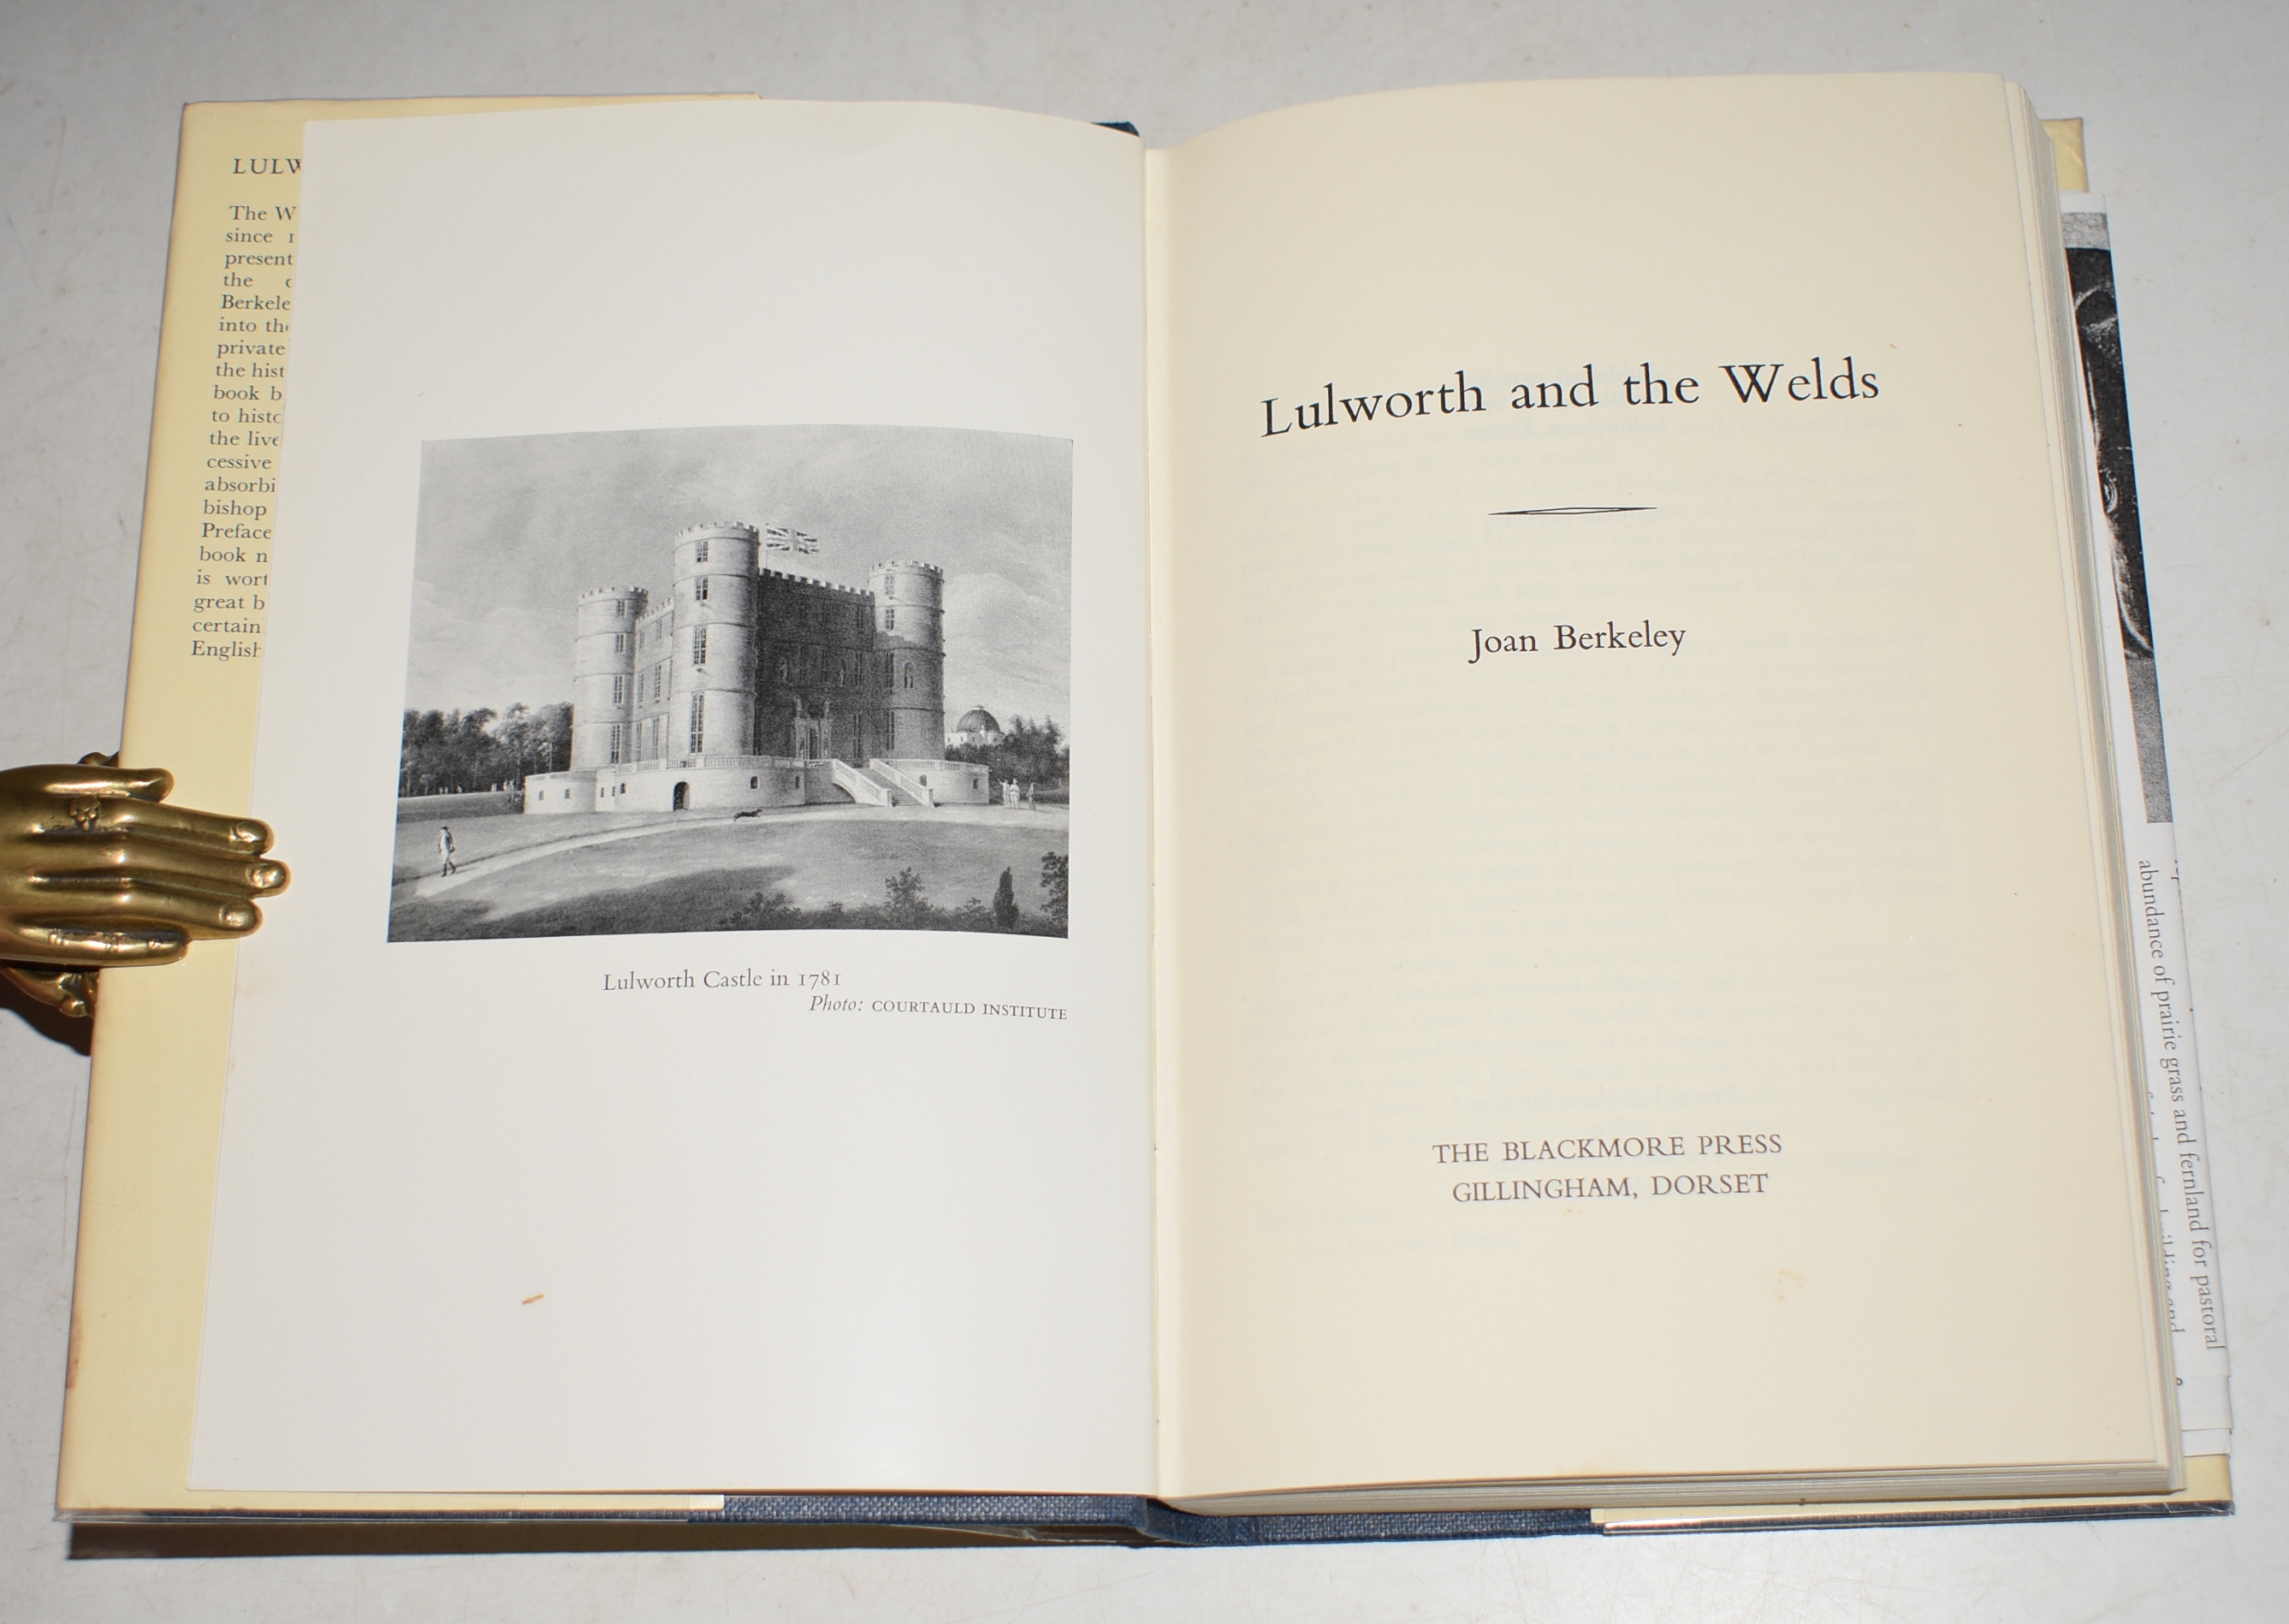 LULW
The W
since 1
present
the c
Berkele
into the
private
the hist
book b
to histo
the live
cessive
absorbi
bishop
Preface
book n
is wort
great b
certain
English
Lulworth Castle in 1781
Photo: COURTAULD INSTITUTE
Lulworth and the Welds
Joan Berkeley
THE BLACKMORE PRESS
GILLINGHAM, DORSET
abundance of prairie grass and fernland for pastoral